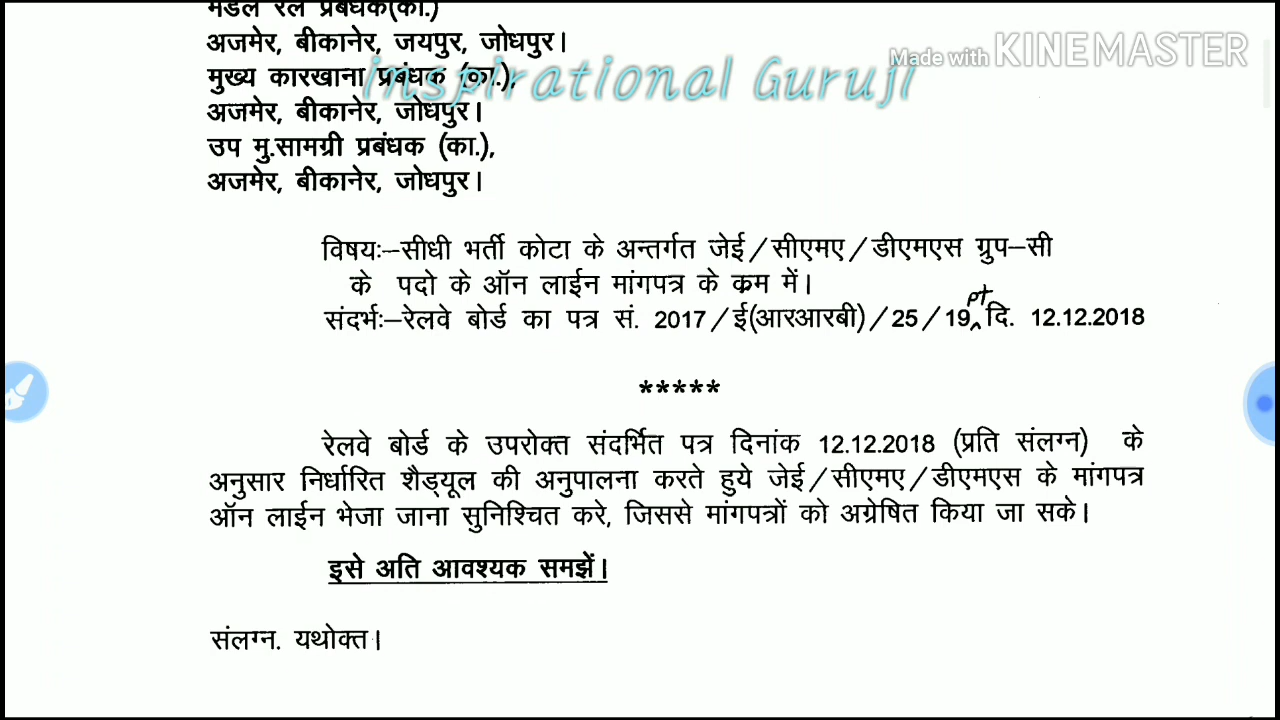 मंडल रेल प्रबंधक(का.)
अजमेर, बीकानेर, जयपुर, जोधपुर।
Made with KINEMASTER
मुख्य कारखाना प्रबंधक (का.),
inspirational Guruji
अजमेर, बीकानेर, जोधपुर।
उप मु.सामग्री प्रबंधक (का.),
अजमेर, बीकानेर, जोधपुर।
विषयः–सीधी भर्ती कोटा के अन्तर्गत जेई/सीएमए/डीएमएस ग्रुप–सी
के पदो के ऑन लाईन मांगपत्र के क्रम में।
संदर्भः–रेलवे बोर्ड का पत्र सं. 2017/ई(आरआरबी)/25/19 pt दि. 12.12.2018
*****
रेलवे बोर्ड के उपरोक्त संदर्भित पत्र दिनांक 12.12.2018 (प्रति संलग्न) के
अनुसार निर्धारित शैड्यूल की अनुपालना करते हुये जेई/सीएमए/डीएमएस के मांगपत्र
ऑन लाईन भेजा जाना सुनिश्चित करे, जिससे मांगपत्रों को अग्रेषित किया जा सके।
इसे अति आवश्यक समझें।
संलग्न. यथोक्त।